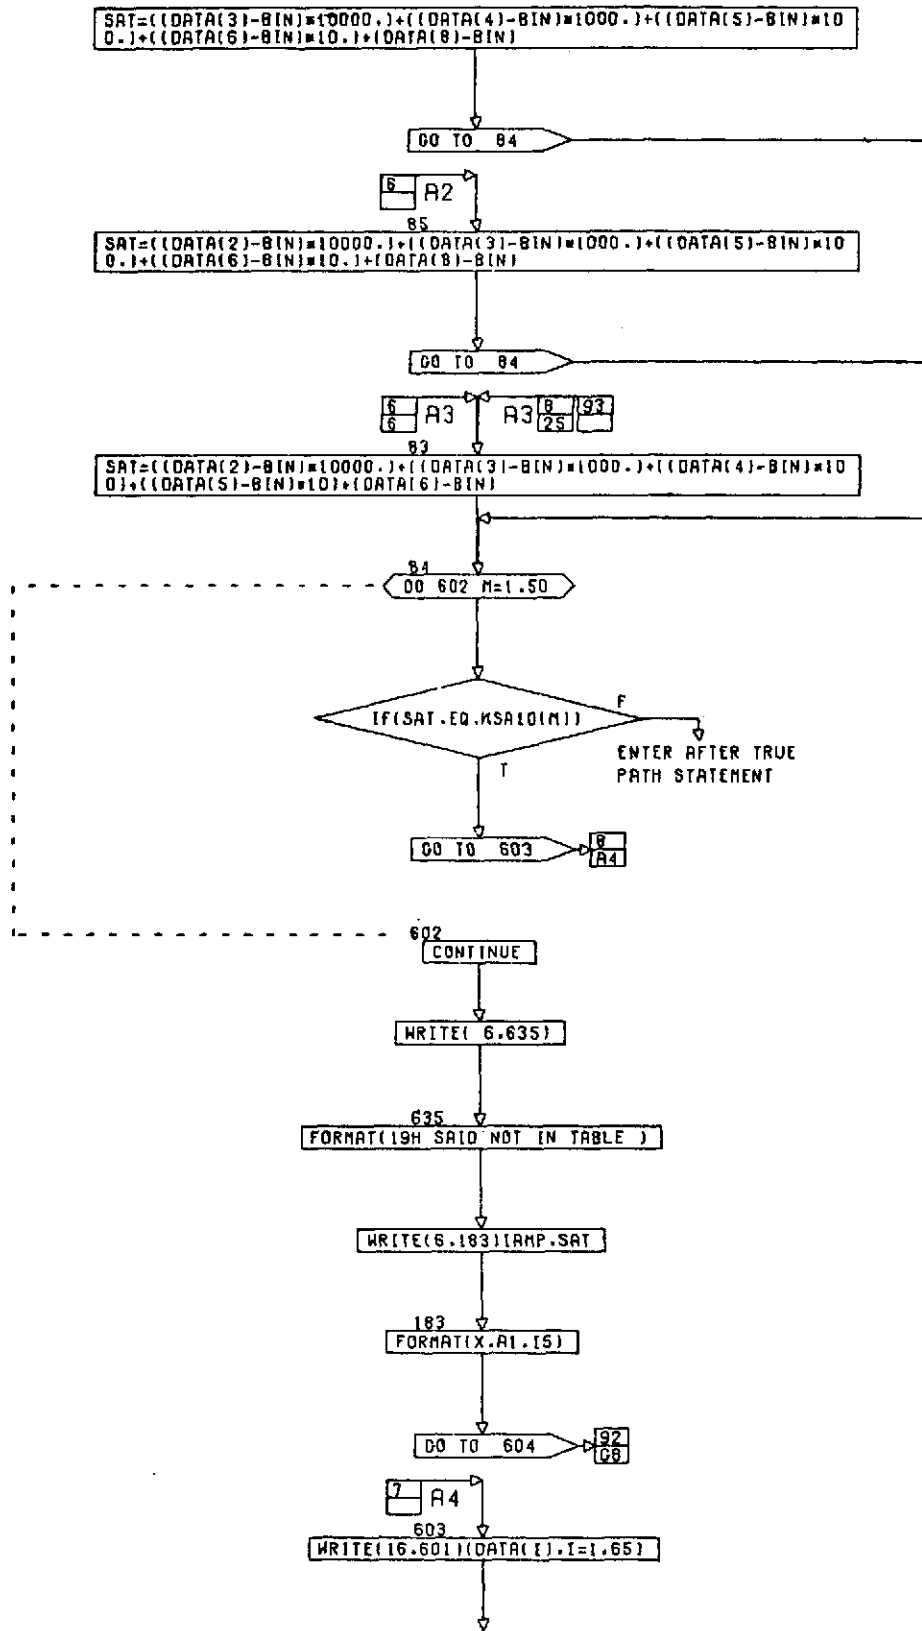 SAT=((DATA(3)-BIN)*10000.)+((DATA(4)-BIN)*1000.)+((DATA(5)-BIN)*10
0.)+((DATA(6)-BIN)*10.)+(DATA(8)-BIN)
GO TO 84
6 A2
85
SAT=((DATA(2)-BIN)*10000.)+((DATA(3)-BIN)*1000.)+((DATA(5)-BIN)*10
0.)+((DATA(6)-BIN)*10.)+(DATA(8)-BIN)
GO TO 84
6 A3 A3 8 93
6 25
83
SAT=((DATA(2)-BIN)*10000.)+((DATA(3)-BIN)*1000.)+((DATA(4)-BIN)*10
0)+((DATA(5)-BIN)*10)+(DATA(6)-BIN)
84
DO 602 M=1.50
F
IF(SAT.EQ.KSAID(M))
ENTER AFTER TRUE
PATH STATEMENT
T
GO TO 603 8
A4
602
CONTINUE
WRITE( 6.635)
635
FORMAT(19H SAID NOT IN TABLE )
WRITE(6.183)IAMP.SAT
183
FORMAT(X.A1.I5)
GO TO 604 92
G8
7 A4
603
WRITE(16.601)(DATA(I).I=1.65)